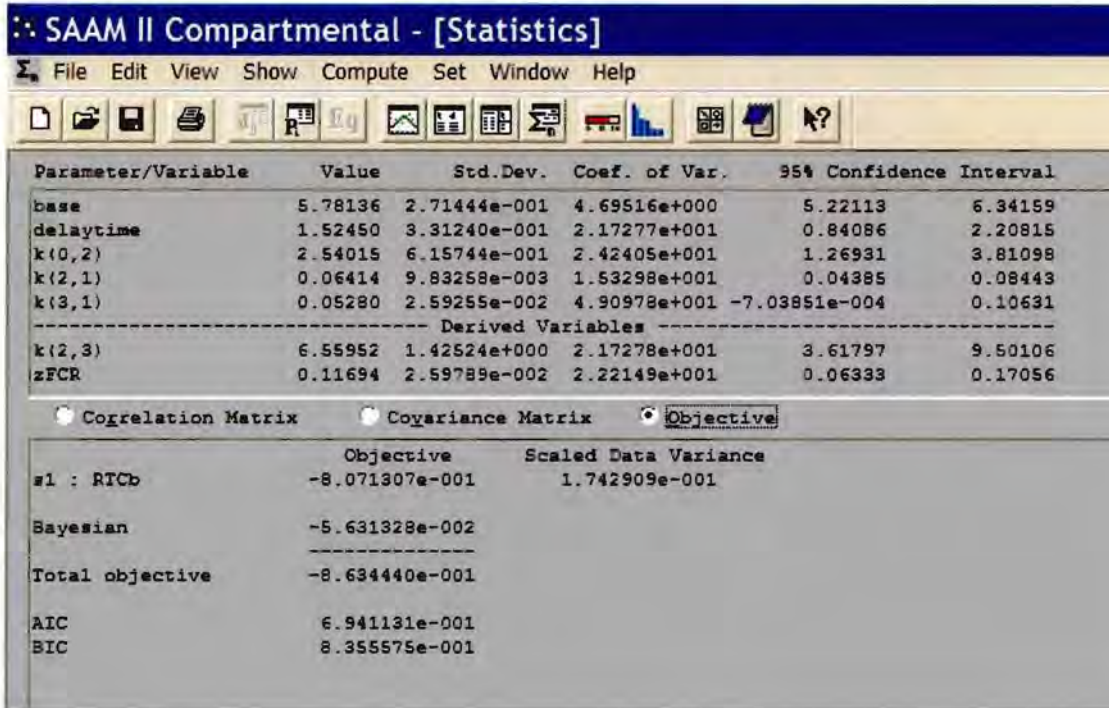 SAAM II Compartmental - [Statistics]
Σn File Edit View Show Compute Set Window Help
Parameter/Variable Value Std.Dev. Coef. of Var. 95% Confidence Interval
base 5.78136 2.71444e-001 4.69516e+000 5.22113 6.34159
delaytime 1.52450 3.31240e-001 2.17277e+001 0.84086 2.20815
k(0,2) 2.54015 6.15744e-001 2.42405e+001 1.26931 3.81098
k(2,1) 0.06414 9.83258e-003 1.53298e+001 0.04385 0.08443
k(3,1) 0.05280 2.59255e-002 4.90978e+001 -7.03851e-004 0.10631
-------------------------------- Derived Variables --------------------------------
k(2,3) 6.55952 1.42524e+000 2.17278e+001 3.61797 9.50106
zFCR 0.11694 2.59789e-002 2.22149e+001 0.06333 0.17056
Correlation Matrix Covariance Matrix Objective
Objective Scaled Data Variance
s1 : RTCb -8.071307e-001 1.742909e-001
Bayesian -5.631328e-002
--------------
Total objective -8.634440e-001
AIC 6.941131e-001
BIC 8.355575e-001